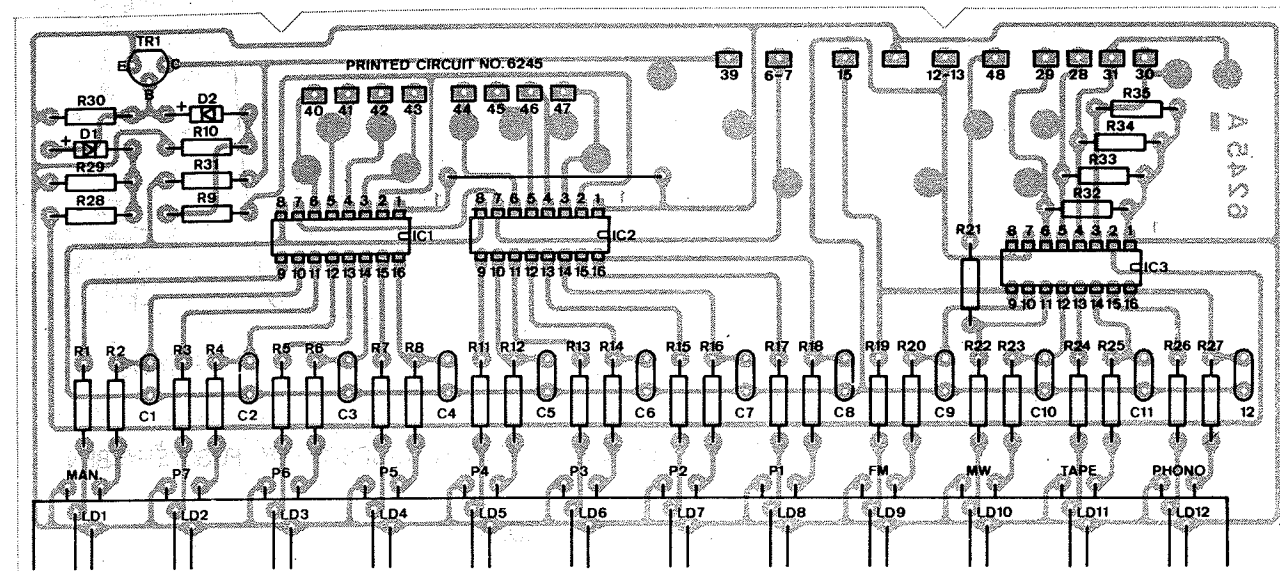 TR1
E C
B
PRINTED CIRCUIT NO. 6245
39 6-7 15 12-13 48 29 28 31 30
40 41 42 43 44 45 46 47
R30 + D2
+ D1 R10
R29 R31
R28 R9
R35
R34
R33
R32
A 5426
8 7 6 5 4 3 2 1
IC1
9 10 11 12 13 14 15 16
8 7 6 5 4 3 2 1
IC2
9 10 11 12 13 14 15 16
R21
8 7 6 5 4 3 2 1
IC3
9 10 11 12 13 14 15 16
R1 R2 R3 R4 R5 R6 R7 R8 R11 R12 R13 R14 R15 R16 R17 R18 R19 R20 R22 R23 R24 R25 R26 R27
C1 C2 C3 C4 C5 C6 C7 C8 C9 C10 C11 12
MAN. P7 P6 P5 P4 P3 P2 P1 FM MW TAPE PHONO
LD1 LD2 LD3 LD4 LD5 LD6 LD7 LD8 LD9 LD10 LD11 LD12